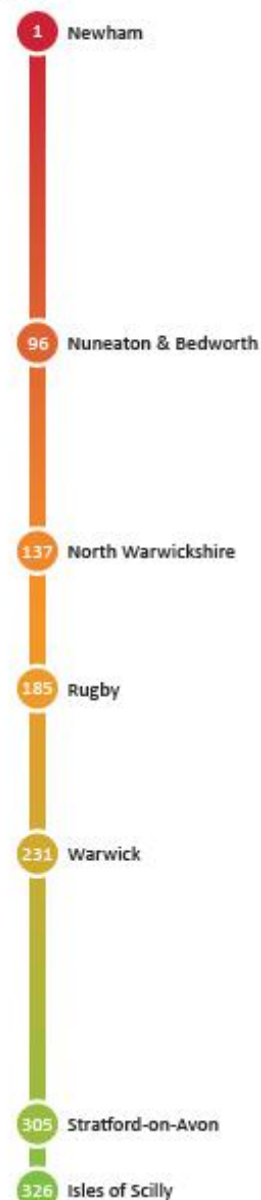 1 Newham
96 Nuneaton & Bedworth
137 North Warwickshire
185 Rugby
231 Warwick
305 Stratford-on-Avon
326 Isles of Scilly